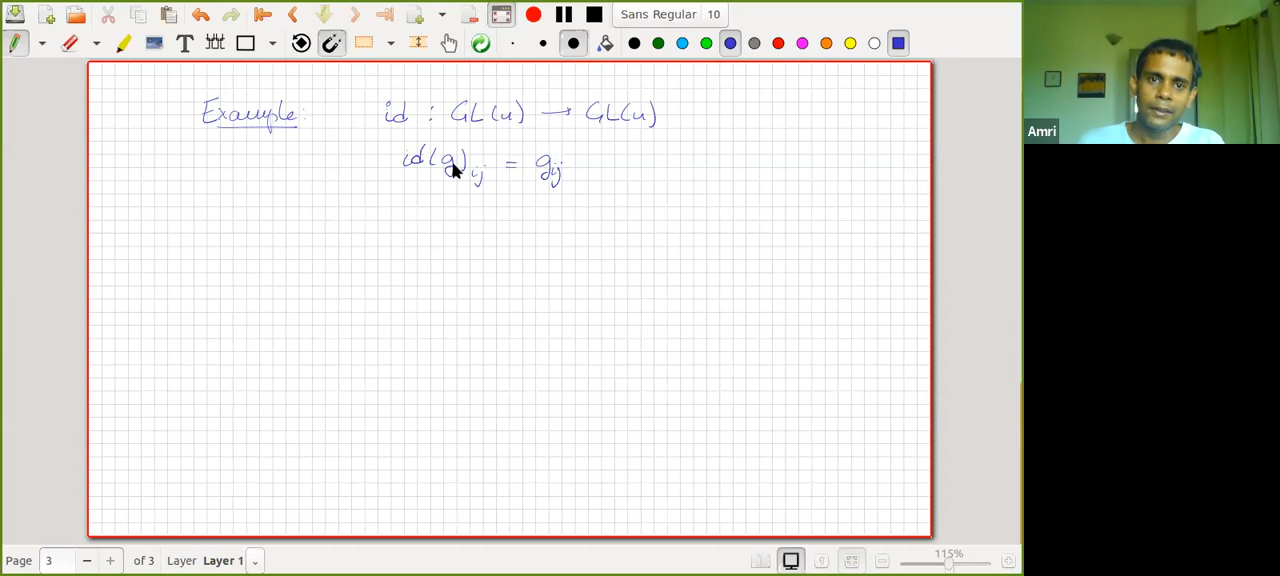 Sans Regular 10
Example: id : GL(n) → GL(n)
id(g)ij = gij
Amri
Page 3 of 3 Layer Layer 1 115%